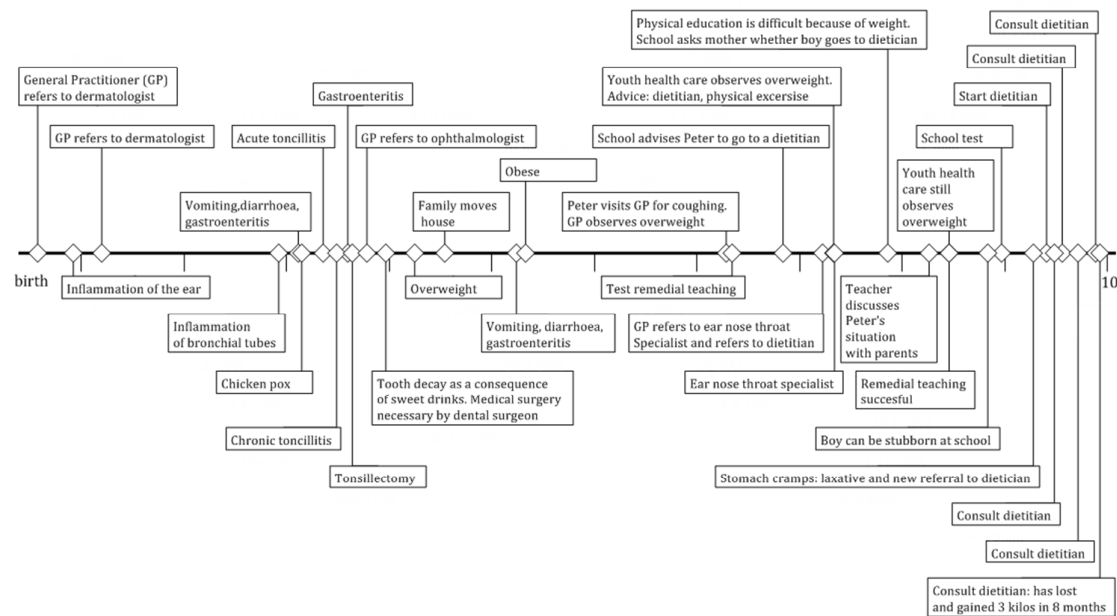 Physical education is difficult because of weight.
School asks mother whether boy goes to dietician
Consult dietitian
Consult dietitian
General Practitioner (GP)
refers to dermatologist
Gastroenteritis
Youth health care observes overweight.
Advice: dietitian, physical excersise
Start dietitian
GP refers to dermatologist
Acute toncillitis
GP refers to ophthalmologist
School advises Peter to go to a dietitian
School test
Obese
Youth health
care still
observes
overweight
Vomiting,diarrhoea,
gastroenteritis
Family moves
house
Peter visits GP for coughing.
GP observes overweight
birth
10
Inflammation of the ear
Overweight
Test remedial teaching
Teacher
discusses
Peter's
situation
with parents
Inflammation
of bronchial tubes
Vomiting, diarrhoea,
gastroenteritis
GP refers to ear nose throat
Specialist and refers to dietitian
Chicken pox
Tooth decay as a consequence
of sweet drinks. Medical surgery
necessary by dental surgeon
Ear nose throat specialist
Remedial teaching
succesful
Chronic toncillitis
Boy can be stubborn at school
Tonsillectomy
Stomach cramps: laxative and new referral to dietician
Consult dietitian
Consult dietitian
Consult dietitian: has lost
and gained 3 kilos in 8 months